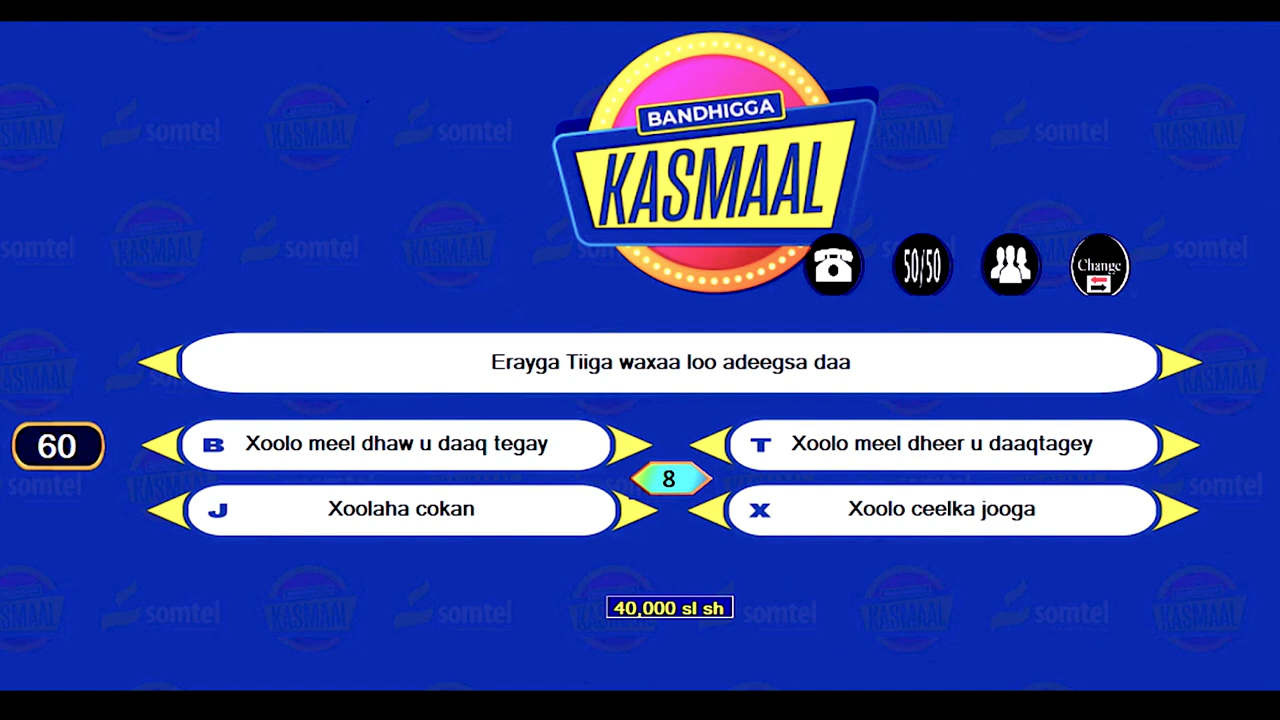 BANDHIGGA
KASMAAL
50/50
Change
Erayga Tiiga waxaa loo adeegsa daa
60
B Xoolo meel dhaw u daaq tegay
T Xoolo meel dheer u daaqtagey
8
J Xoolaha cokan
X Xoolo ceelka jooga
40,000 sl sh
somtel